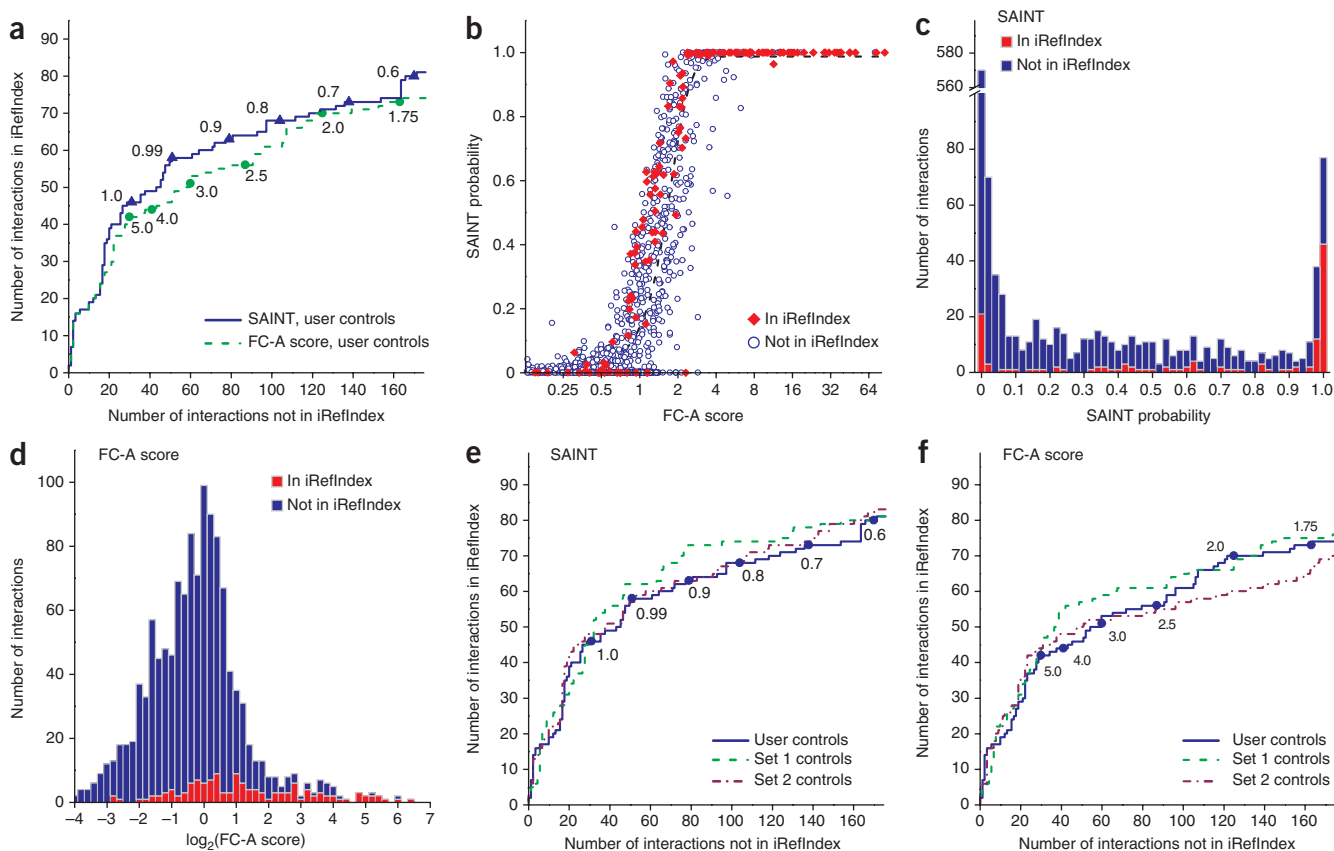 a
Number of interactions in iRefIndex
90
80
70
60
50
40
30
20
10
0
0 20 40 60 80 100 120 140 160
Number of interactions not in iRefIndex
1.0
0.99
0.9
0.8
0.7
0.6
5.0
4.0
3.0
2.5
2.0
1.75
SAINT, user controls
FC-A score, user controls
b
SAINT probability
1.0
0.8
0.6
0.4
0.2
0
0.25 0.5 1 2 4 8 16 32 64
FC-A score
In iRefIndex
Not in iRefIndex
c
SAINT
In iRefIndex
Not in iRefIndex
Number of interactions
580
560
80
60
40
20
0
0 0.1 0.2 0.3 0.4 0.5 0.6 0.7 0.8 0.9 1.0
SAINT probability
d
FC-A score
In iRefIndex
Not in iRefIndex
Number of interactions
100
80
60
40
20
0
−4 −3 −2 −1 0 1 2 3 4 5 6 7
log2(FC-A score)
e
SAINT
Number of interactions in iRefIndex
90
80
70
60
50
40
30
20
10
0
0 20 40 60 80 100 120 140 160
Number of interactions not in iRefIndex
1.0
0.99
0.9
0.8
0.7
0.6
User controls
Set 1 controls
Set 2 controls
f
FC-A score
Number of interactions in iRefIndex
90
80
70
60
50
40
30
20
10
0
0 20 40 60 80 100 120 140 160
Number of interactions not in iRefIndex
5.0
4.0
3.0
2.5
2.0
1.75
User controls
Set 1 controls
Set 2 controls